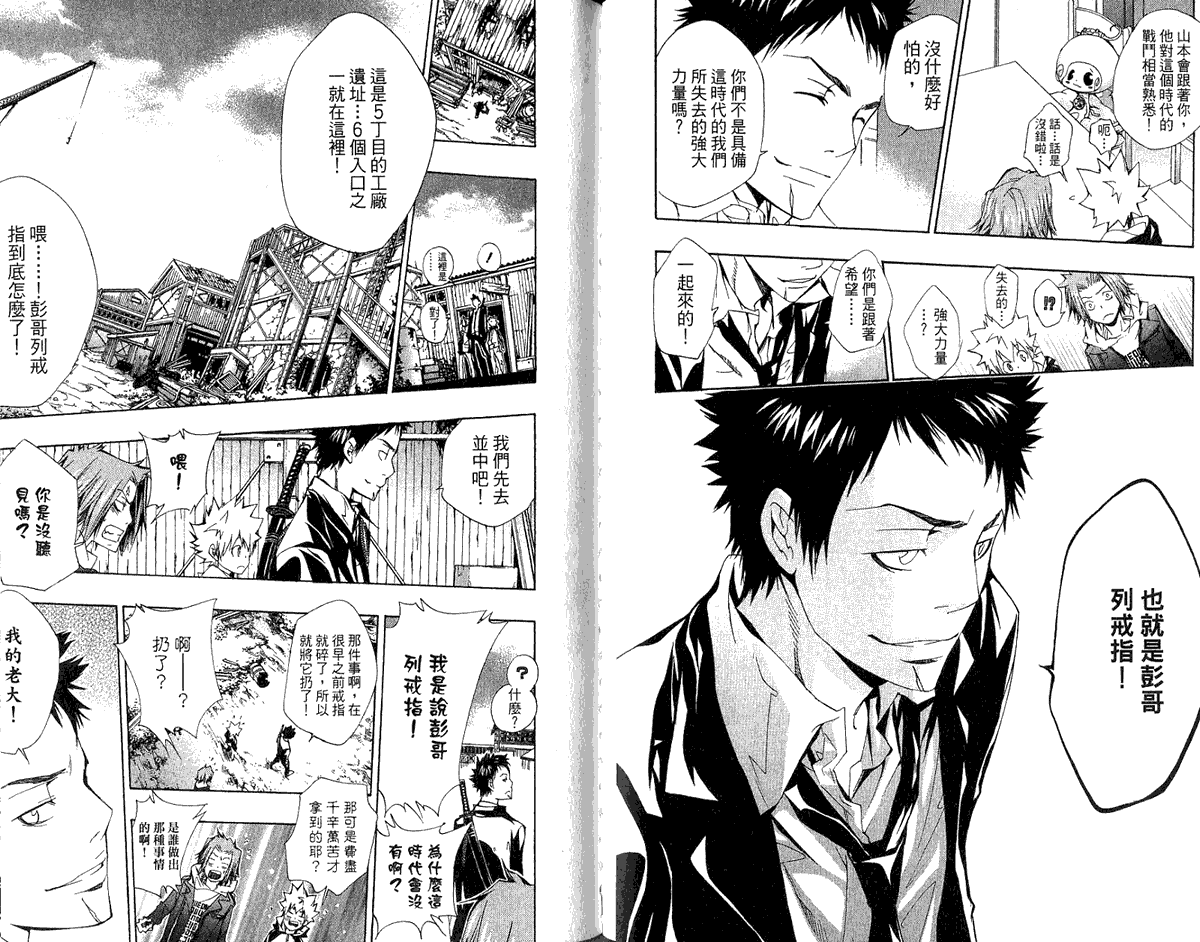 山本會跟著你，
他對這個時代的
戰鬥相當熟悉！
呃…
話…話是
沒錯啦…
沒什麼好
怕的，
你們不是具備
這時代的我們
所失去的強大
力量嗎？
!?
失去的…
強大力量
…？
你們是跟著
希望……
一起來的！
也就是彭哥
列戒指！
這是5丁目的工廠
遺址…6個入口之
一就在這裡！
這裡是
……
對了！
喂……！彭哥列戒
指到底怎麼了！
我們先去
並中吧！
喂！
你是沒聽
見嗎？
？
什麼？
我是說彭哥
列戒指！
為什麼這
時代會沒
有啊？
那件事啊，在
很早之前戒指
就碎了，所以
就將它扔了！
啊——？
扔了？
那可是費盡
千辛萬苦才
拿到的耶？
是誰做出
那種事情
的啊！
我的老大！